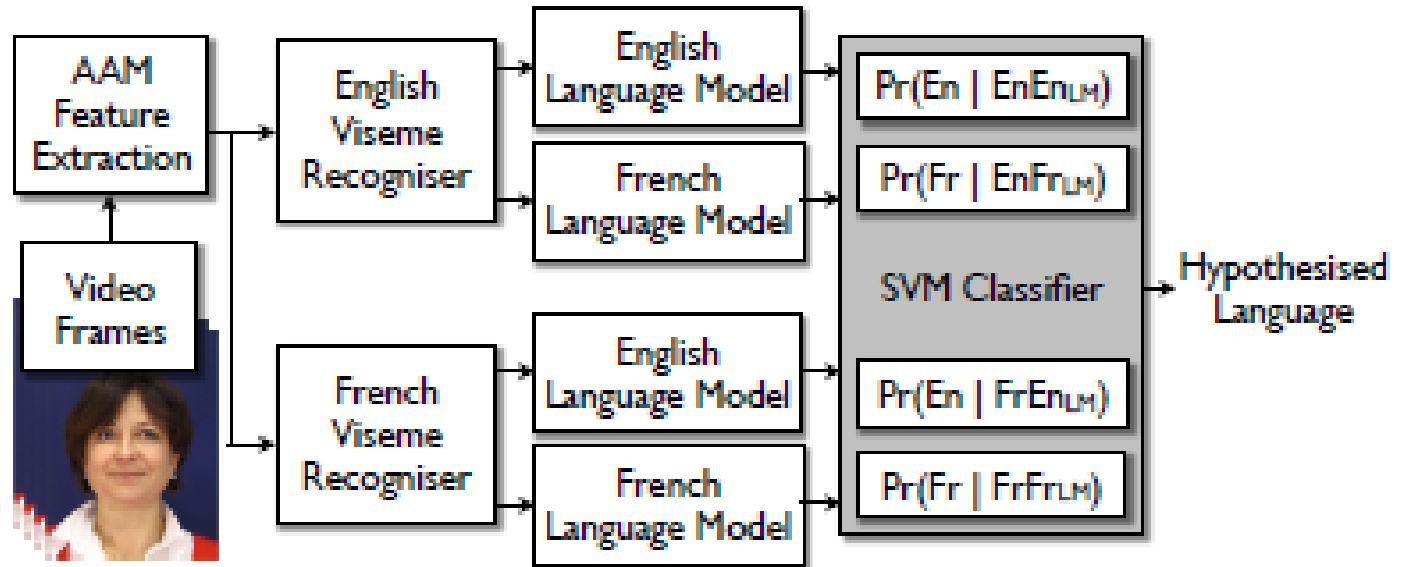 AAM
Feature
Extraction
Video
Frames
English
Viseme
Recogniser
French
Viseme
Recogniser
English
Language Model
French
Language Model
English
Language Model
French
Language Model
Pr(En | EnEnLM)
Pr(Fr | EnFrLM)
SVM Classifier
Pr(En | FrEnLM)
Pr(Fr | FrFrLM)
Hypothesised
Language